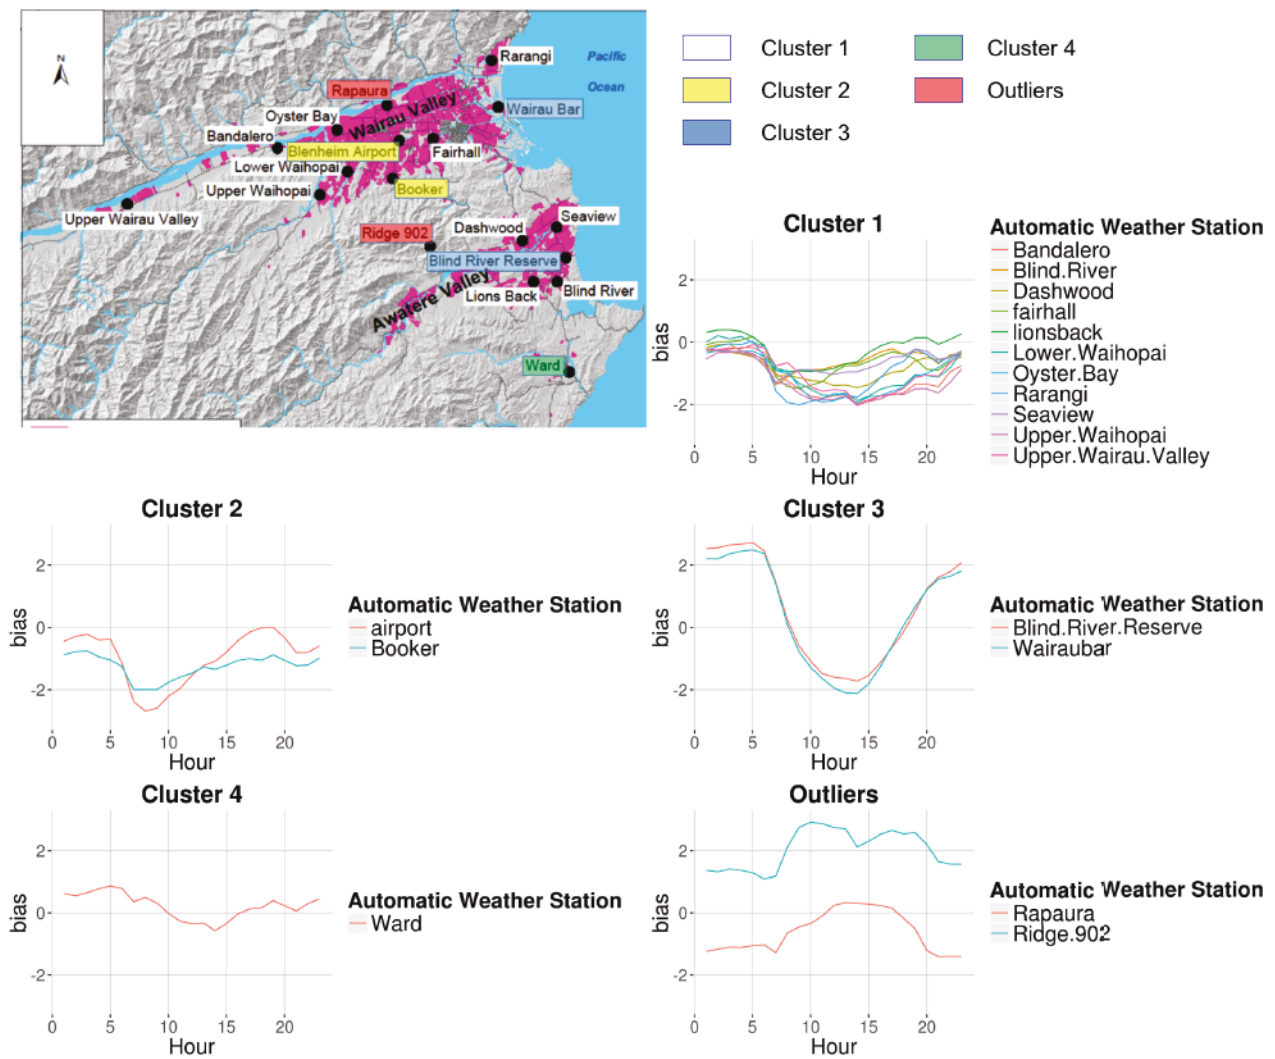 N
Rarangi
Pacific
Ocean
Rapaura
Wairau Valley
Wairau Bar
Oyster Bay
Bandalero
Blenheim Airport
Fairhall
Lower Waihopai
Upper Waihopai
Booker
Upper Wairau Valley
Ridge 902
Dashwood
Seaview
Blind River Reserve
Awatere Valley
Lions Back
Blind River
Ward
Cluster 1
Cluster 2
Cluster 3
Cluster 4
Outliers
Cluster 1
bias
2
0
-2
0 5 10 15 20
Hour
Automatic Weather Station
Bandalero
Blind.River
Dashwood
fairhall
lionsback
Lower.Waihopai
Oyster.Bay
Rarangi
Seaview
Upper.Waihopai
Upper.Wairau.Valley
Cluster 2
bias
2
0
-2
0 5 10 15 20
Hour
Automatic Weather Station
airport
Booker
Cluster 3
bias
2
0
-2
0 5 10 15 20
Hour
Automatic Weather Station
Blind.River.Reserve
Wairaubar
Cluster 4
bias
2
0
-2
0 5 10 15 20
Hour
Automatic Weather Station
Ward
Outliers
bias
2
0
-2
0 5 10 15 20
Hour
Automatic Weather Station
Rapaura
Ridge.902